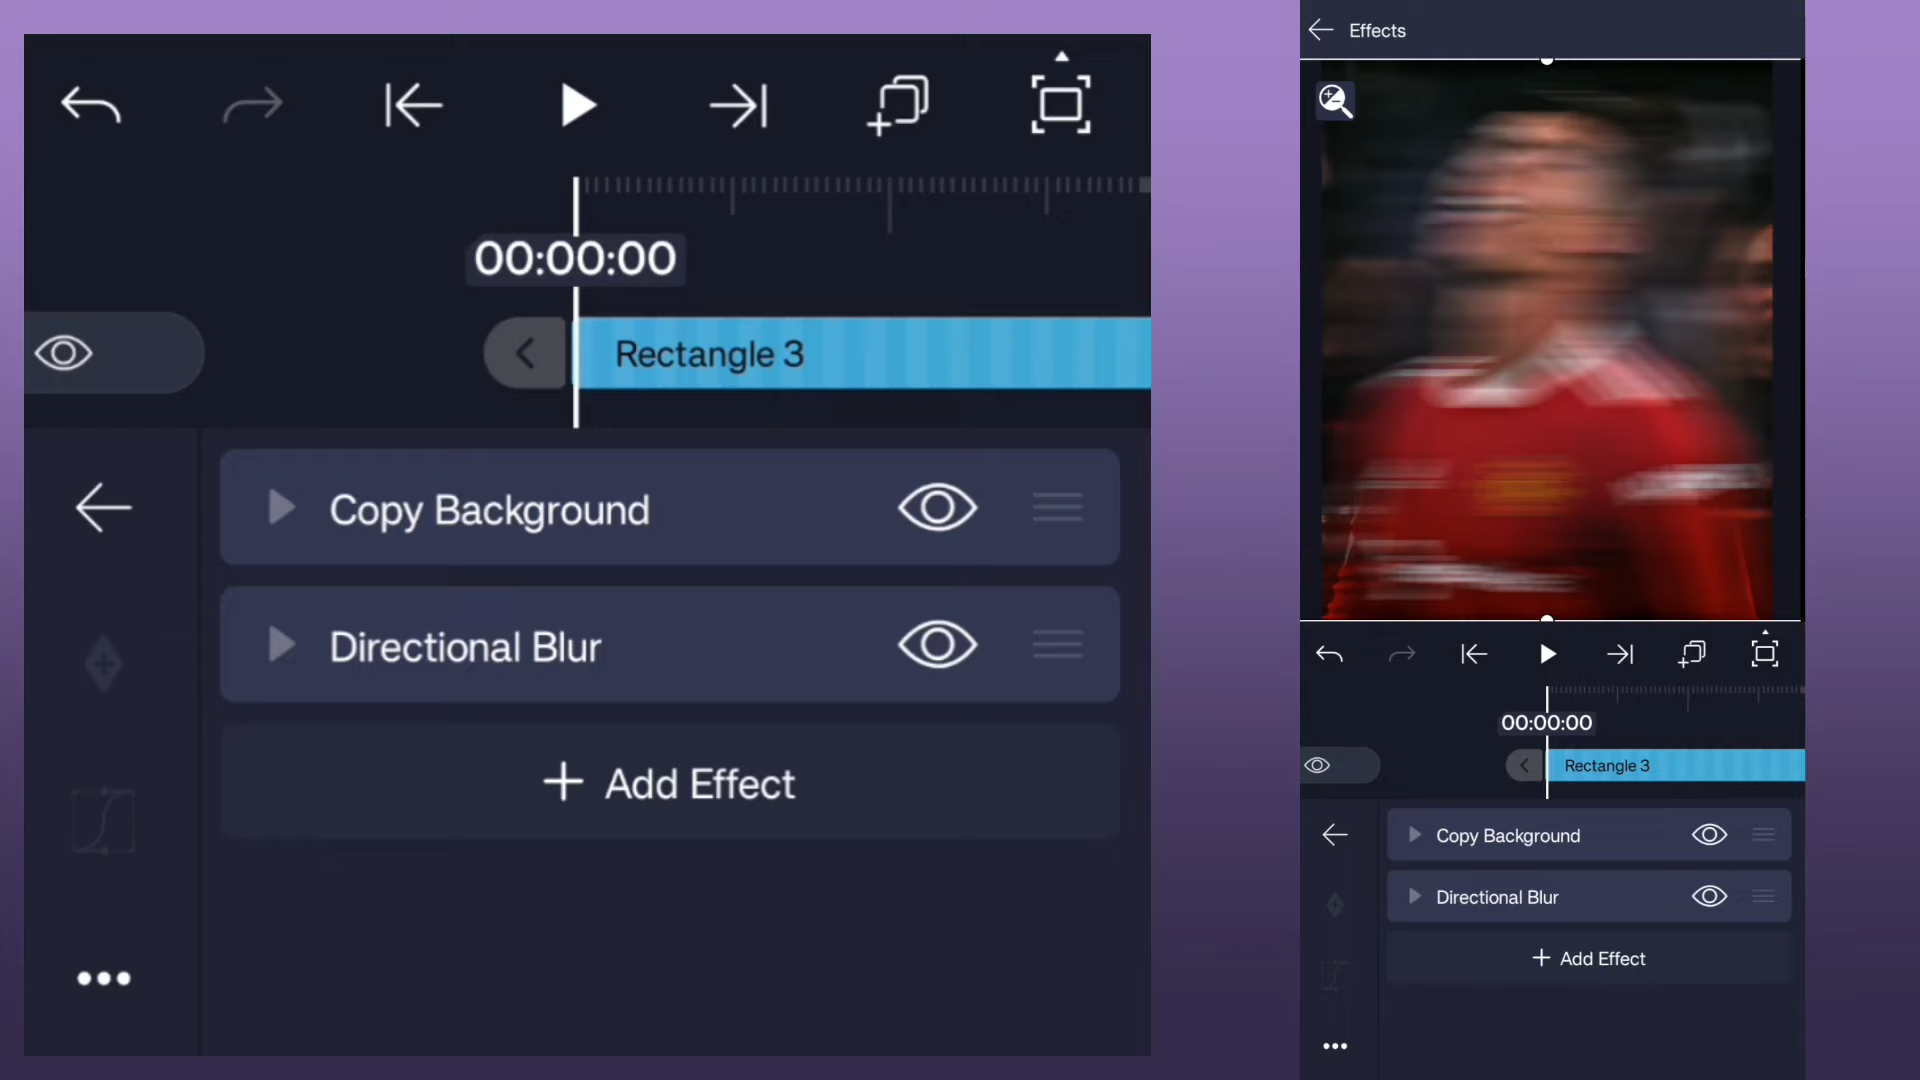 00:00:00
Rectangle 3
Copy Background
Directional Blur
+ Add Effect
Effects
00:00:00
Rectangle 3
Copy Background
Directional Blur
+ Add Effect